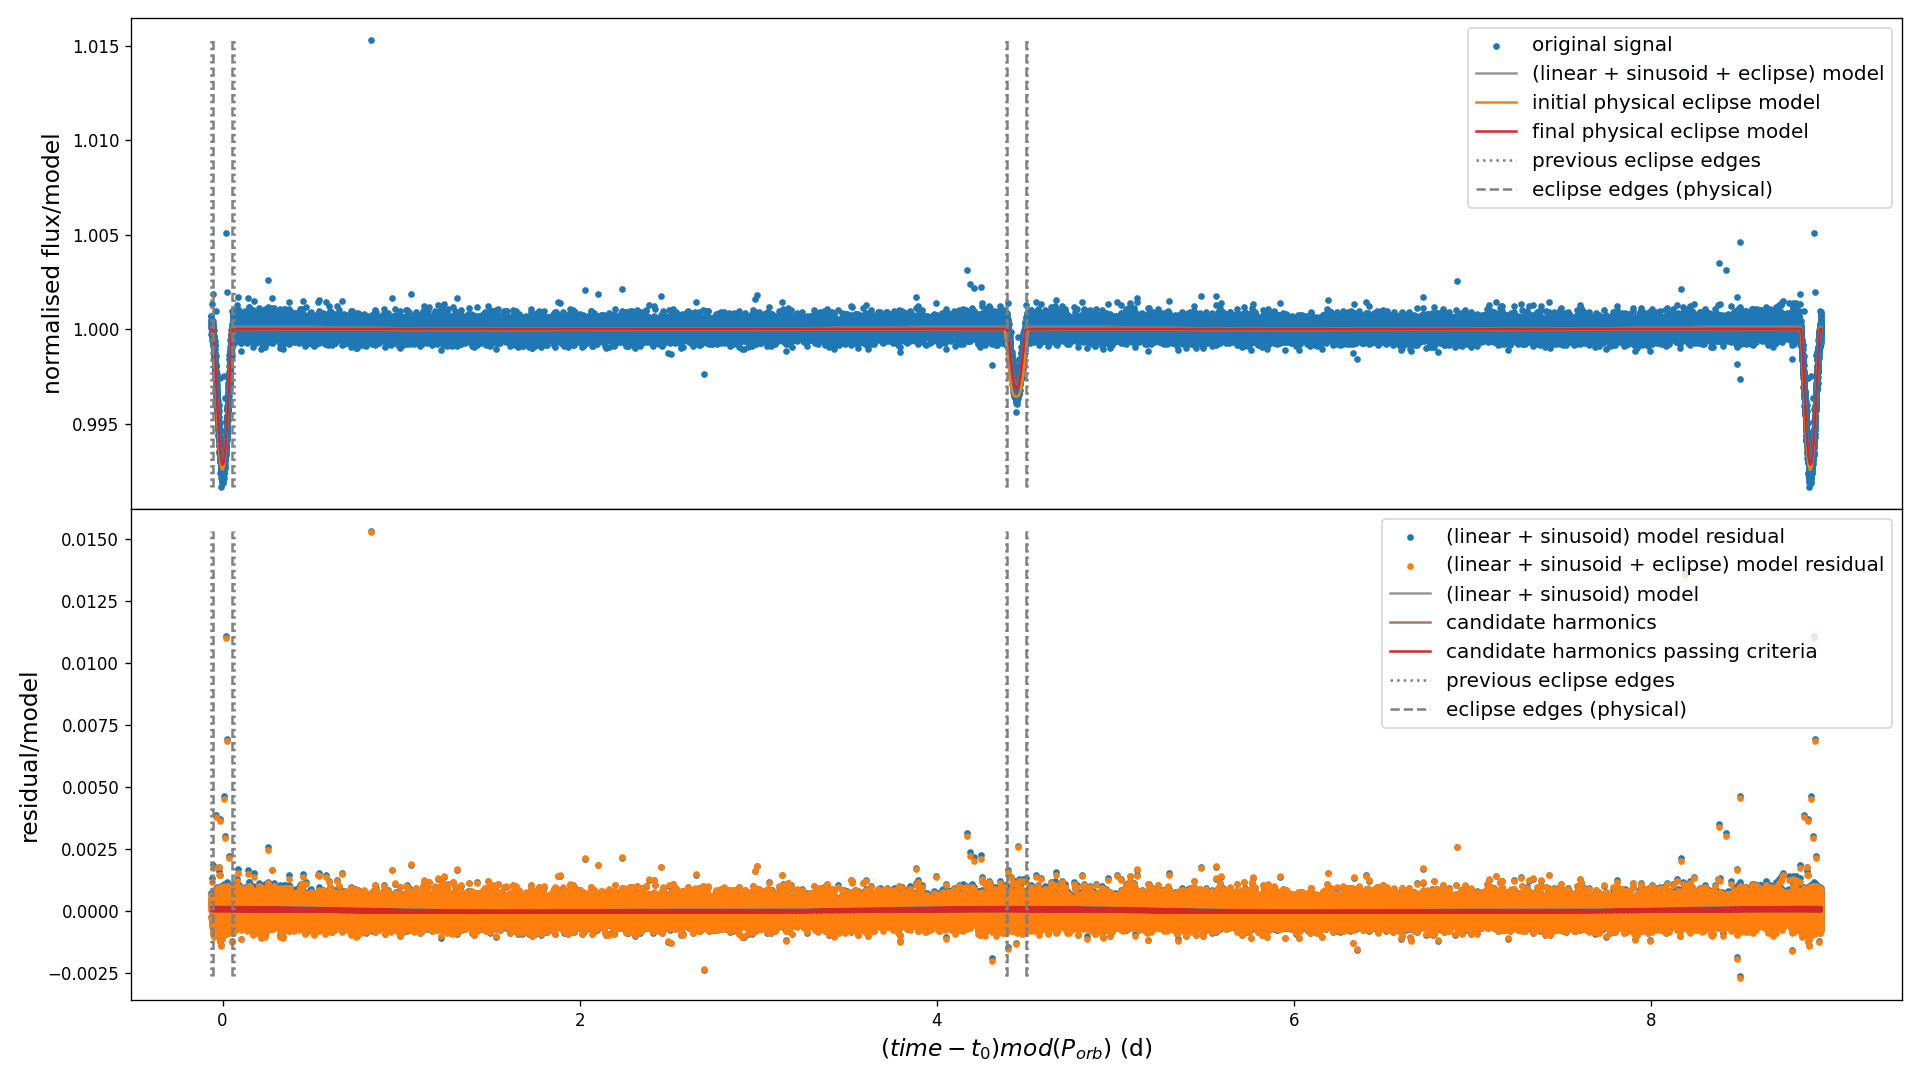 1.015
1.010
1.005
1.000
0.995
normalised flux/model
original signal
(linear + sinusoid + eclipse) model
initial physical eclipse model
final physical eclipse model
previous eclipse edges
eclipse edges (physical)
0.0150
0.0125
0.0100
0.0075
0.0050
0.0025
0.0000
−0.0025
residual/model
(linear + sinusoid) model residual
(linear + sinusoid + eclipse) model residual
(linear + sinusoid) model
candidate harmonics
candidate harmonics passing criteria
previous eclipse edges
eclipse edges (physical)
0 2 4 6 8
(time − t₀)mod(P_orb) (d)